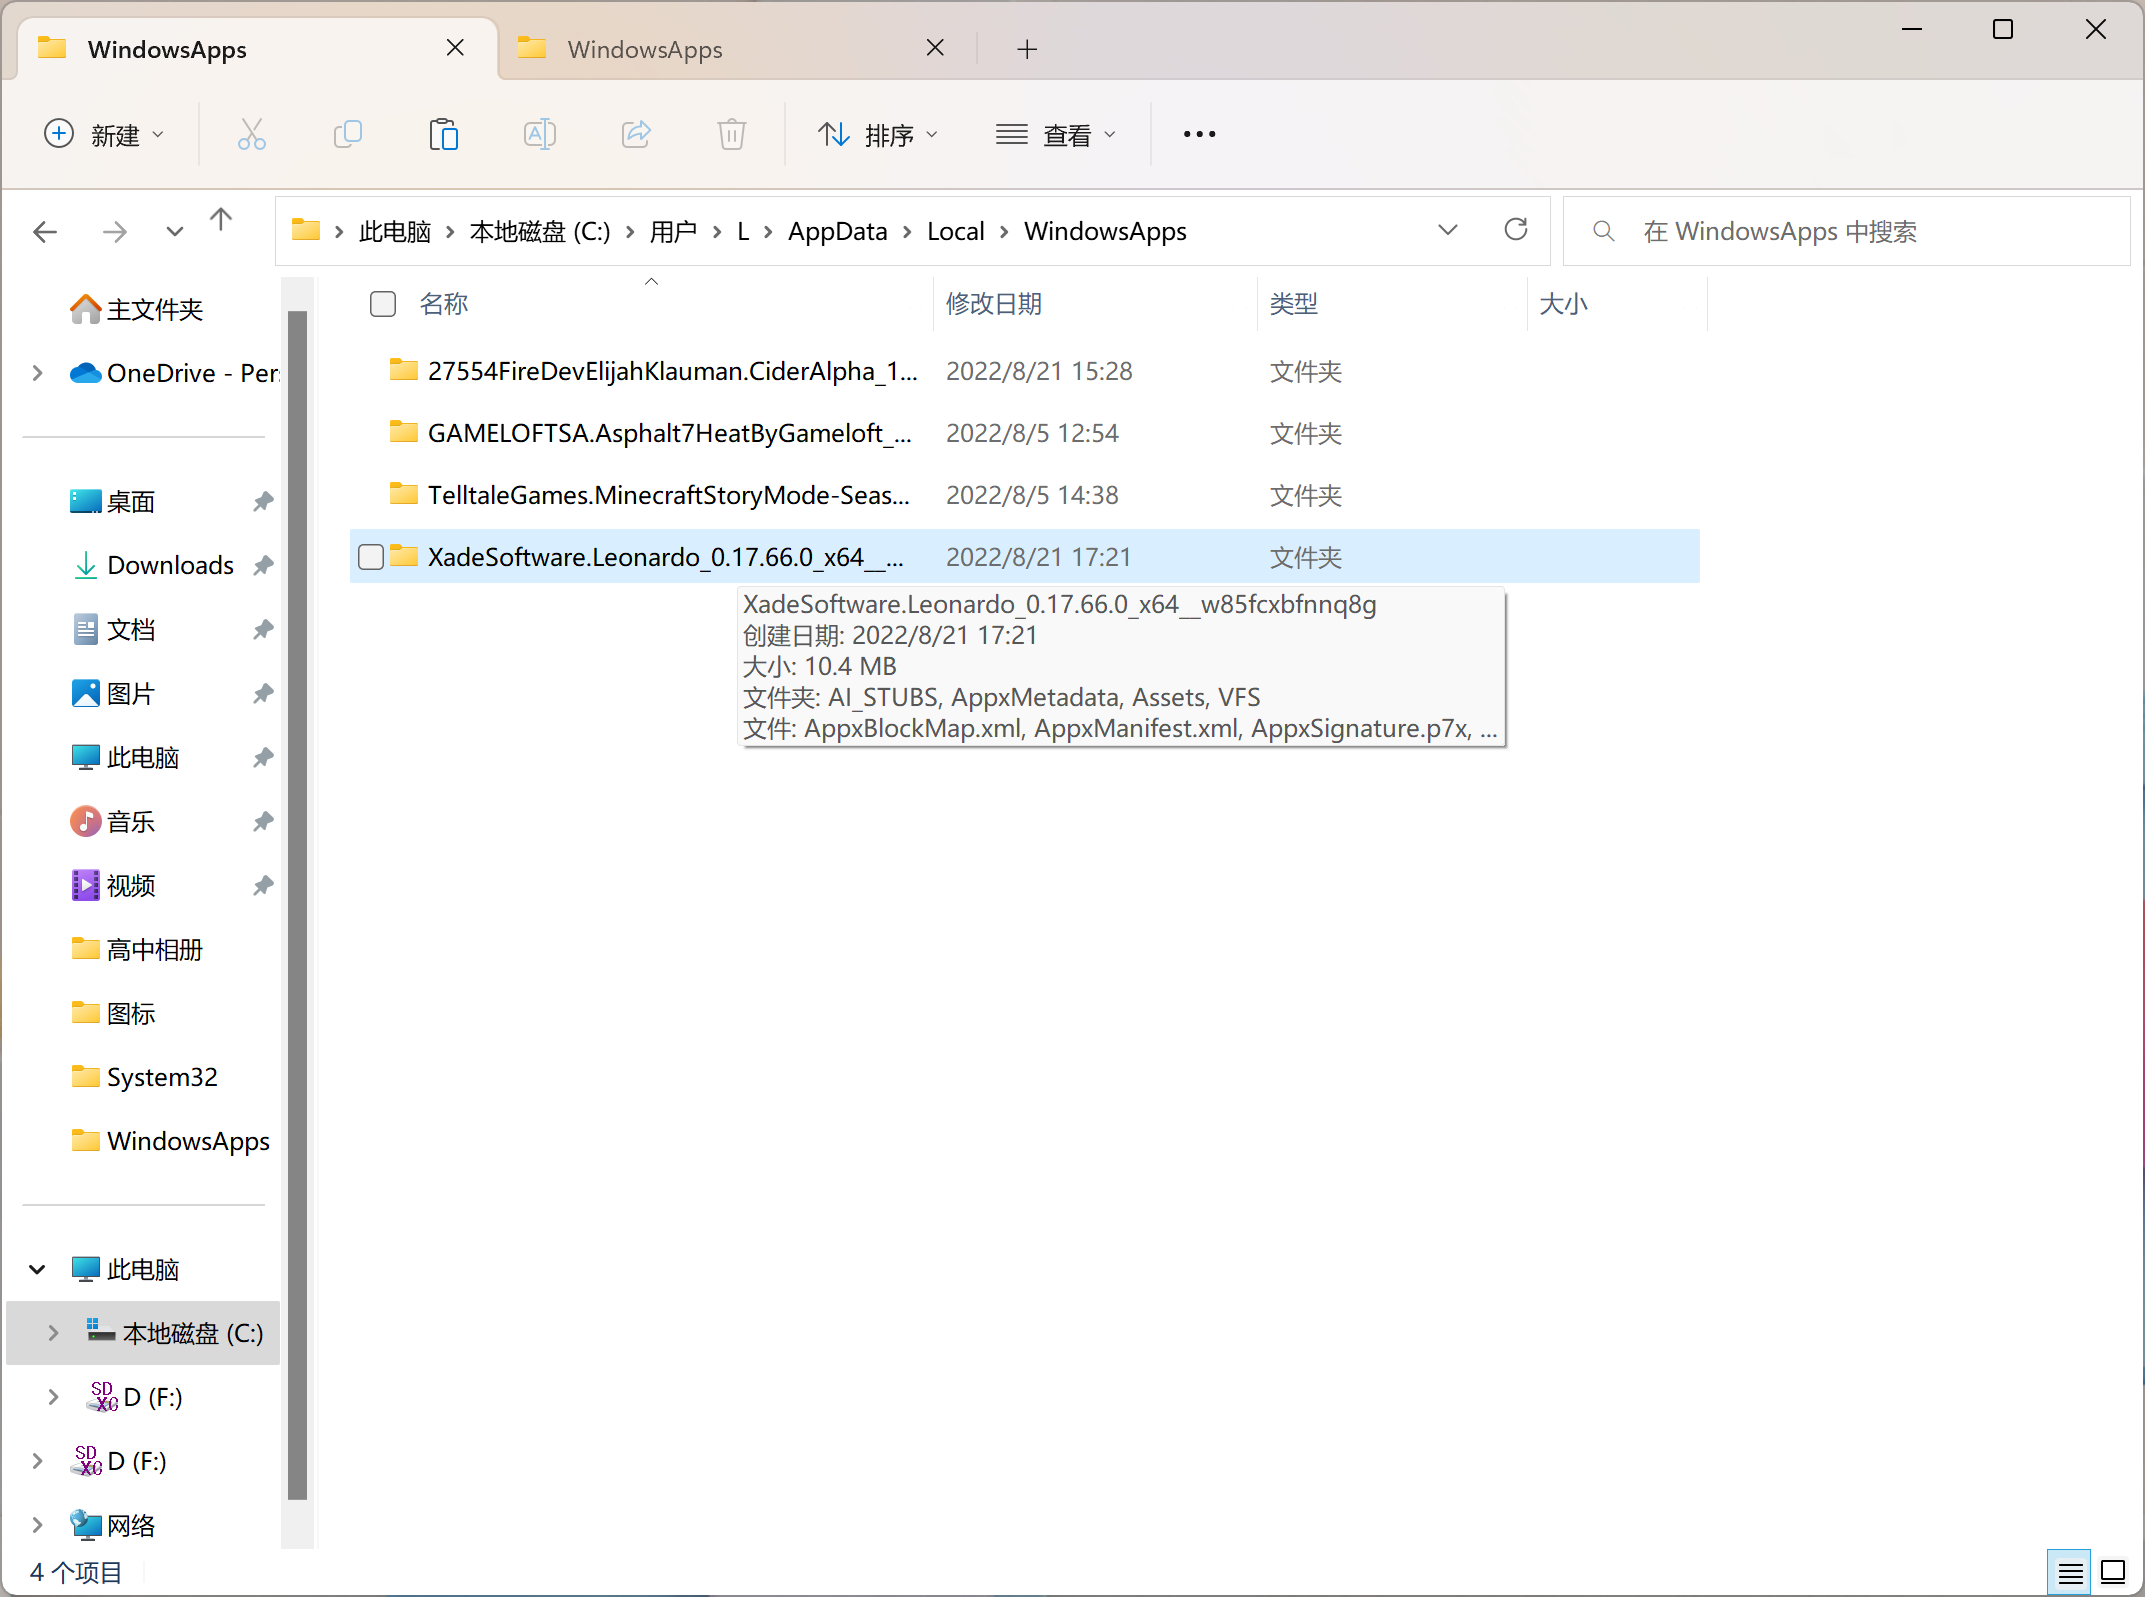 WindowsApps
WindowsApps
新建
排序
查看
此电脑 本地磁盘 (C:) 用户 L AppData Local WindowsApps
在 WindowsApps 中搜索
主文件夹
OneDrive - Per
桌面
Downloads
文档
图片
此电脑
音乐
视频
高中相册
图标
System32
WindowsApps
此电脑
本地磁盘 (C:)
SD XC D (F:)
SD XC D (F:)
网络
名称 修改日期 类型 大小
27554FireDevElijahKlauman.CiderAlpha_1... 2022/8/21 15:28 文件夹
GAMELOFTSA.Asphalt7HeatByGameloft_... 2022/8/5 12:54 文件夹
TelltaleGames.MinecraftStoryMode-Seas... 2022/8/5 14:38 文件夹
XadeSoftware.Leonardo_0.17.66.0_x64__... 2022/8/21 17:21 文件夹
XadeSoftware.Leonardo_0.17.66.0_x64__w85fcxbfnnq8g
创建日期: 2022/8/21 17:21
大小: 10.4 MB
文件夹: AI_STUBS, AppxMetadata, Assets, VFS
文件: AppxBlockMap.xml, AppxManifest.xml, AppxSignature.p7x, ...
4 个项目